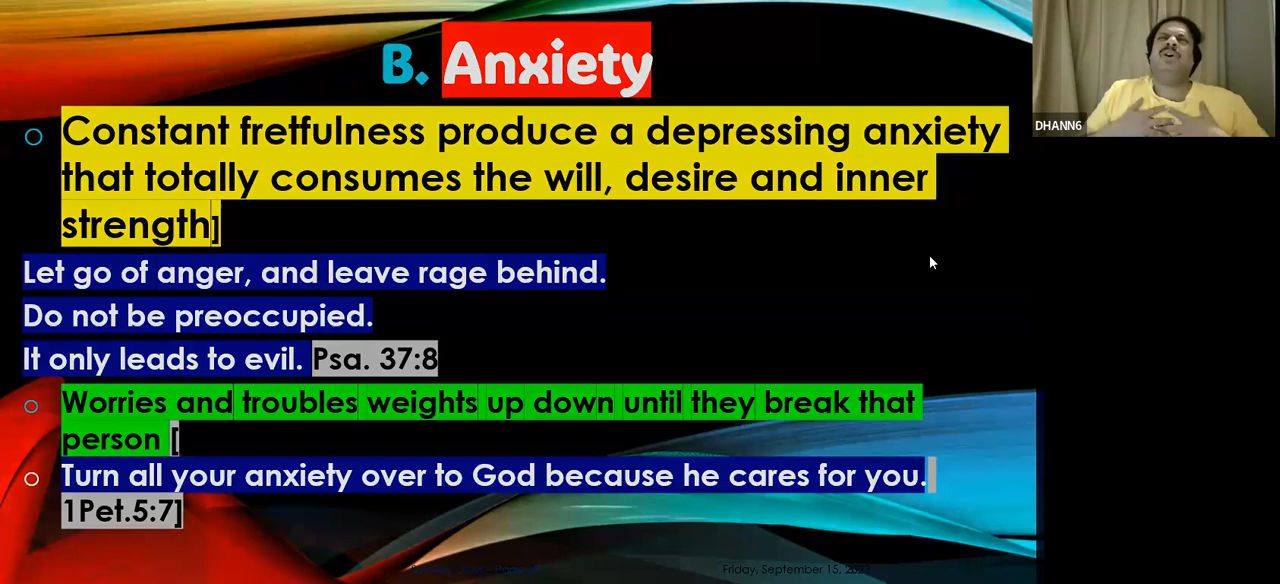 B. Anxiety
DHANN6
Constant fretfulness produce a depressing anxiety
that totally consumes the will, desire and inner
strength]
Let go of anger, and leave rage behind.
Do not be preoccupied.
It only leads to evil. Psa. 37:8
Worries and troubles weights up down until they break that
person [
Turn all your anxiety over to God because he cares for you.
1Pet.5:7]
Friday, September 15,